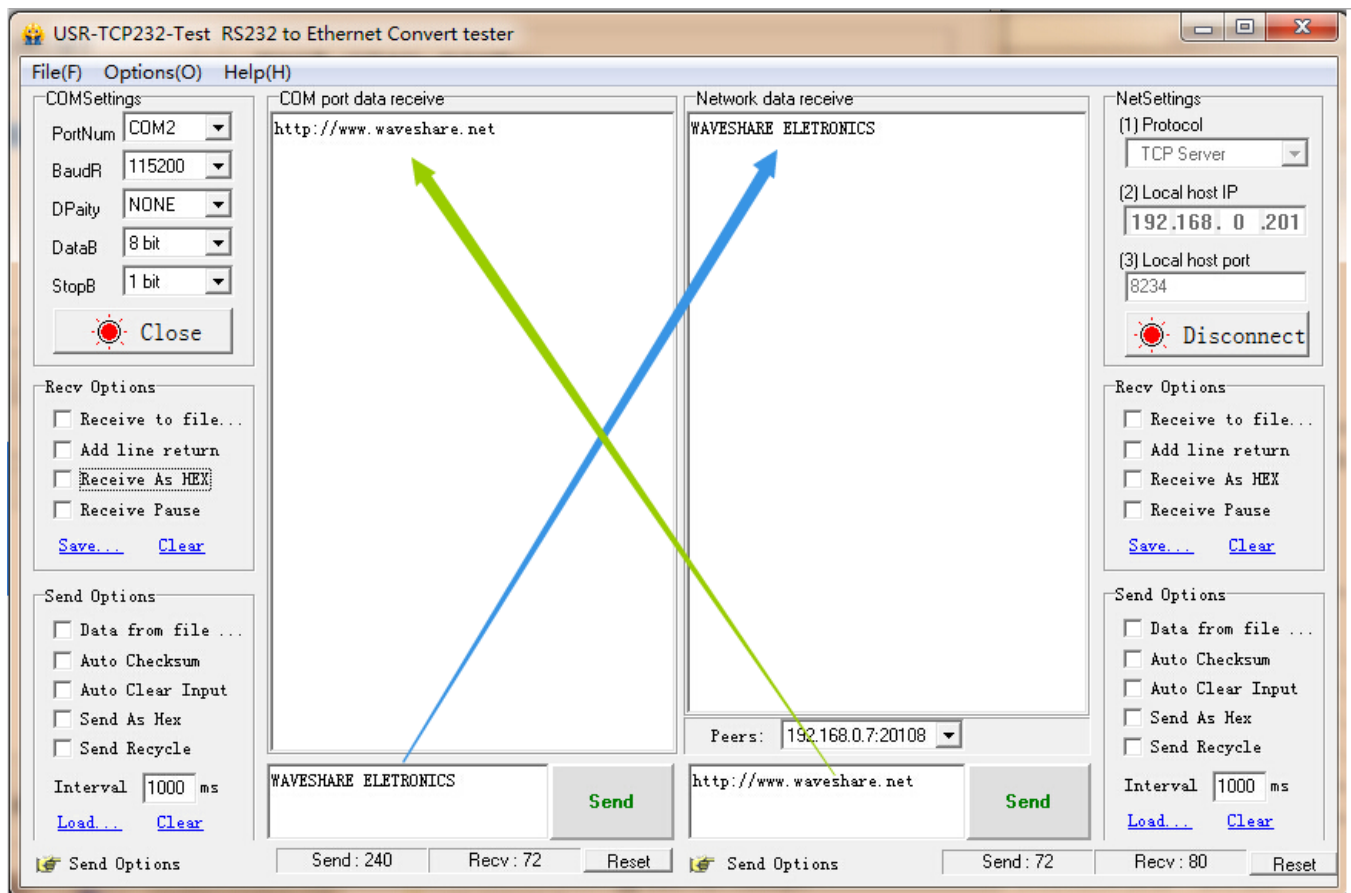 USR-TCP232-Test RS232 to Ethernet Convert tester
File(F) Options(O) Help(H)
COMSettings
PortNum COM2
BaudR 115200
DPaity NONE
DataB 8 bit
StopB 1 bit
Close
Recv Options
Receive to file...
Add line return
Receive As HEX
Receive Pause
Save... Clear
Send Options
Data from file ...
Auto Checksum
Auto Clear Input
Send As Hex
Send Recycle
Interval 1000 ms
Load... Clear
Send Options
COM port data receive
http://www.waveshare.net
WAVESHARE ELETRONICS
Send
Send : 240 Recv : 72 Reset
Network data receive
WAVESHARE ELETRONICS
Peers: 192.168.0.7:20108
http://www.waveshare.net
Send
Send Options Send : 72 Recv : 80 Reset
NetSettings
(1) Protocol
TCP Server
(2) Local host IP
192.168. 0 .201
(3) Local host port
8234
Disconnect
Recv Options
Receive to file...
Add line return
Receive As HEX
Receive Pause
Save... Clear
Send Options
Data from file ...
Auto Checksum
Auto Clear Input
Send As Hex
Send Recycle
Interval 1000 ms
Load... Clear